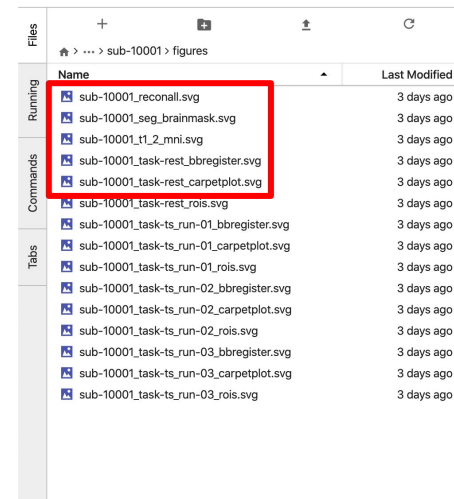 Files
Running
Commands
Tabs
> ... > sub-10001 > figures
Name Last Modified
sub-10001_reconall.svg 3 days ago
sub-10001_seg_brainmask.svg 3 days ago
sub-10001_t1_2_mni.svg 3 days ago
sub-10001_task-rest_bbregister.svg 3 days ago
sub-10001_task-rest_carpetplot.svg 3 days ago
sub-10001_task-rest_rois.svg 3 days ago
sub-10001_task-ts_run-01_bbregister.svg 3 days ago
sub-10001_task-ts_run-01_carpetplot.svg 3 days ago
sub-10001_task-ts_run-01_rois.svg 3 days ago
sub-10001_task-ts_run-02_bbregister.svg 3 days ago
sub-10001_task-ts_run-02_carpetplot.svg 3 days ago
sub-10001_task-ts_run-02_rois.svg 3 days ago
sub-10001_task-ts_run-03_bbregister.svg 3 days ago
sub-10001_task-ts_run-03_carpetplot.svg 3 days ago
sub-10001_task-ts_run-03_rois.svg 3 days ago